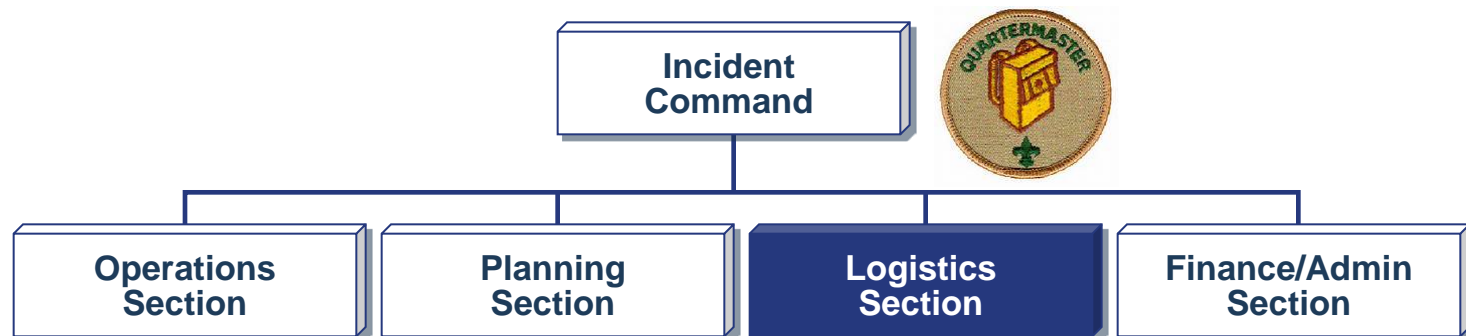 Incident
Command
QUARTERMASTER
Operations
Section
Planning
Section
Logistics
Section
Finance/Admin
Section